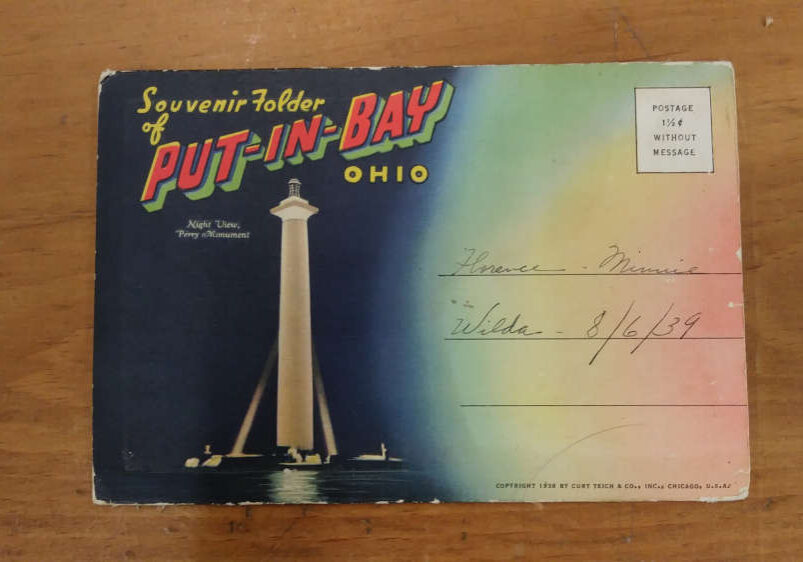 Souvenir Folder
of
PUT-IN-BAY
OHIO
Night View,
Perry Monument
POSTAGE
1½ ¢
WITHOUT
MESSAGE
Florence - Minnie
Wilda - 8/6/39
COPYRIGHT 1938 BY CURT TEICH & CO., INC., CHICAGO, U.S.A.